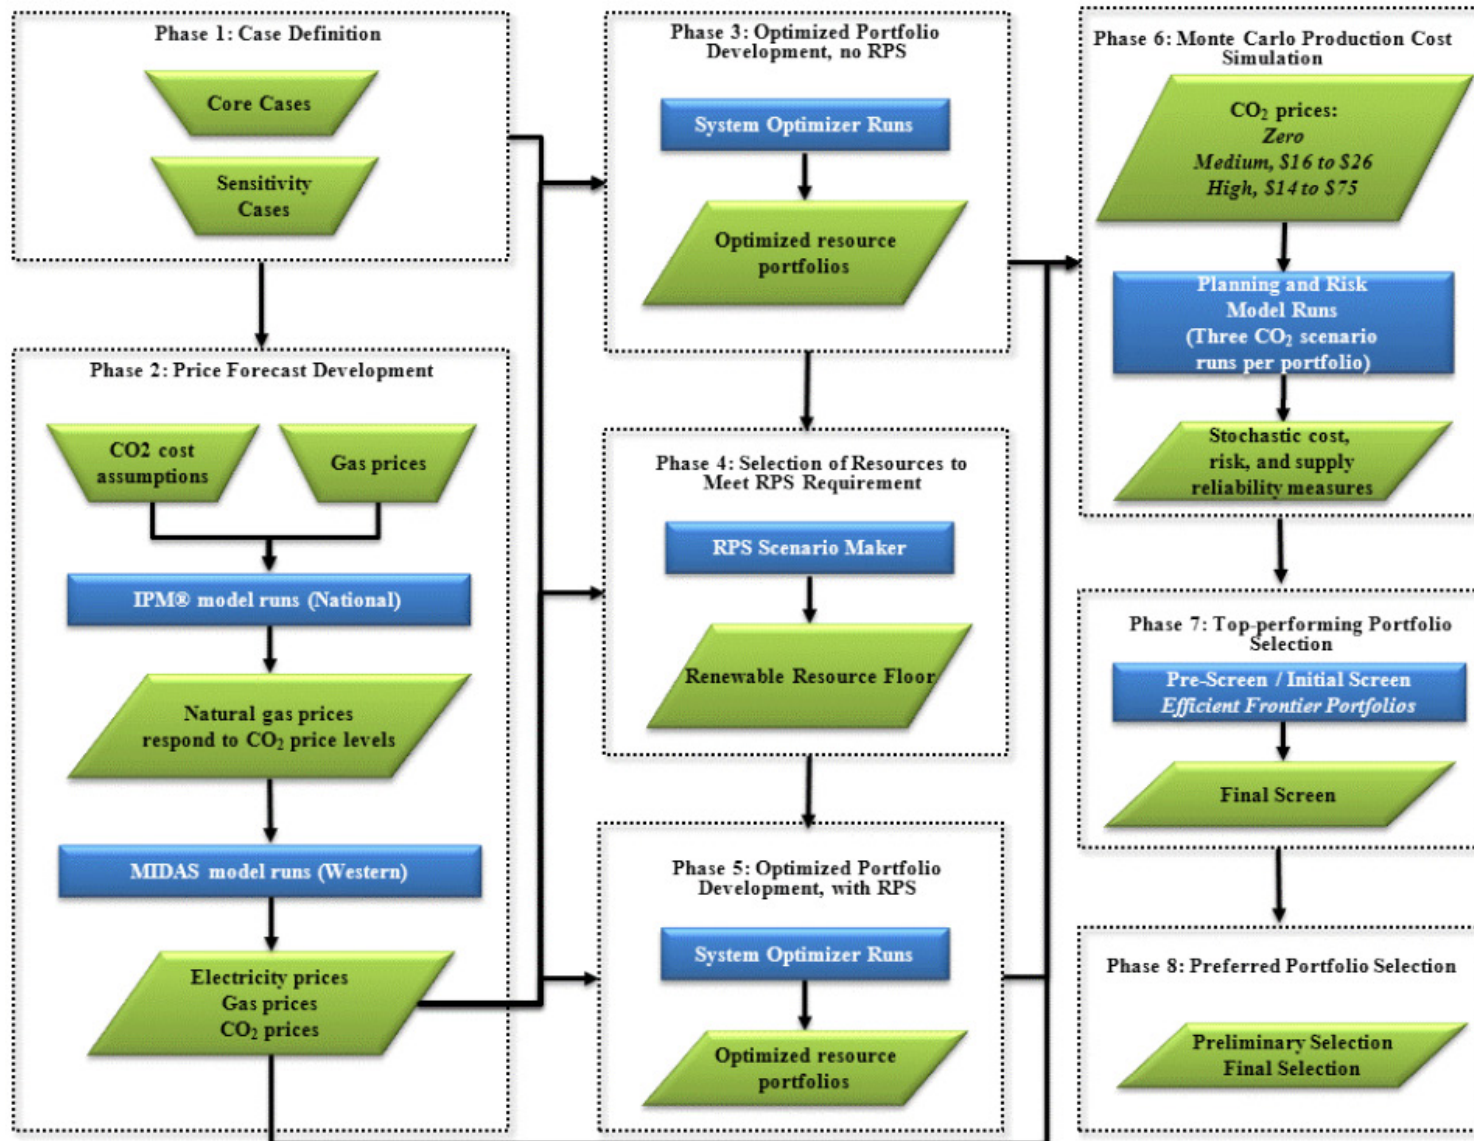 Phase 1: Case Definition
Core Cases
Sensitivity
Cases
Phase 2: Price Forecast Development
CO2 cost
assumptions
Gas prices
IPM® model runs (National)
Natural gas prices
respond to CO₂ price levels
MIDAS model runs (Western)
Electricity prices
Gas prices
CO₂ prices
Phase 3: Optimized Portfolio
Development, no RPS
System Optimizer Runs
Optimized resource
portfolios
Phase 4: Selection of Resources to
Meet RPS Requirement
RPS Scenario Maker
Renewable Resource Floor
Phase 5: Optimized Portfolio
Development, with RPS
System Optimizer Runs
Optimized resource
portfolios
Phase 6: Monte Carlo Production Cost
Simulation
CO₂ prices:
Zero
Medium, $16 to $26
High, $14 to $75
Planning and Risk
Model Runs
(Three CO₂ scenario
runs per portfolio)
Stochastic cost,
risk, and supply
reliability measures
Phase 7: Top-performing Portfolio
Selection
Pre-Screen / Initial Screen
Efficient Frontier Portfolios
Final Screen
Phase 8: Preferred Portfolio Selection
Preliminary Selection
Final Selection